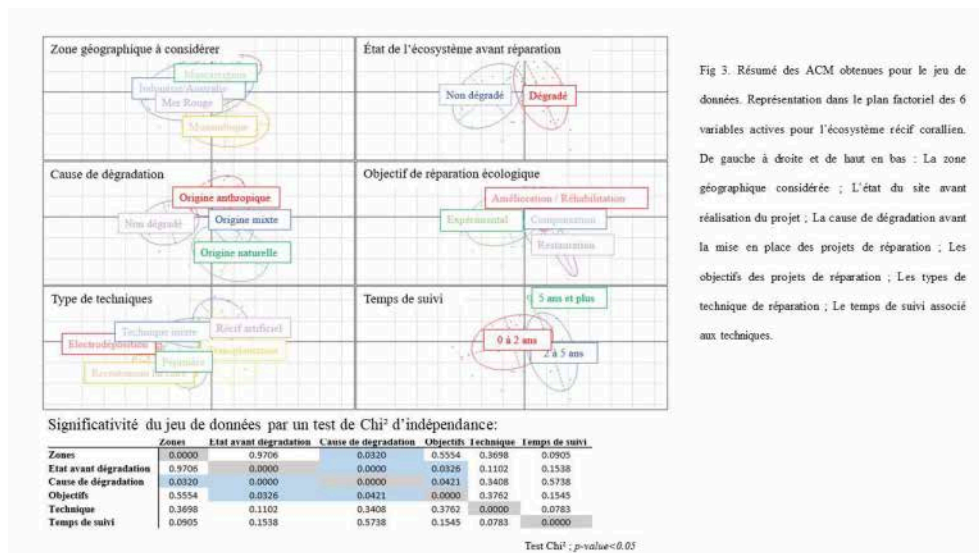 Zone géographique à considérer
Mascareignes
Indonésie/Australie
Mer Rouge
Mozambique
État de l'écosystème avant réparation
Non dégradé
Dégradé
Cause de dégradation
Origine anthropique
Non dégradé
Origine mixte
Origine naturelle
Objectif de réparation écologique
Amélioration / Réhabilitation
Expérimental
Compensation
Restauration
Type de techniques
Technique mixte
Récif artificiel
Electrodéposition
Transplantation
Pépinière
Recrutement larvaire
Temps de suivi
5 ans et plus
0 à 2 ans
2 à 5 ans
Fig 3. Résumé des ACM obtenues pour le jeu de
données. Représentation dans le plan factoriel des 6
variables actives pour l'écosystème récif corallien.
De gauche à droite et de haut en bas : La zone
géographique considérée ; L'état du site avant
réalisation du projet ; La cause de dégradation avant
la mise en place des projets de réparation ; Les
objectifs des projets de réparation ; Les types de
technique de réparation ; Le temps de suivi associé
aux techniques.
Significativité du jeu de données par un test de Chi² d'indépendance:
Zones Etat avant dégradation Cause de dégradation Objectifs Technique Temps de suivi
Zones 0.0000 0.9706 0.0320 0.5554 0.3698 0.0905
Etat avant dégradation 0.9706 0.0000 0.0000 0.0326 0.1102 0.1538
Cause de dégradation 0.0320 0.0000 0.0000 0.0421 0.3408 0.5738
Objectifs 0.5554 0.0326 0.0421 0.0000 0.3762 0.1545
Technique 0.3698 0.1102 0.3408 0.3762 0.0000 0.0783
Temps de suivi 0.0905 0.1538 0.5738 0.1545 0.0783 0.0000
Test Chi² ; p-value<0.05